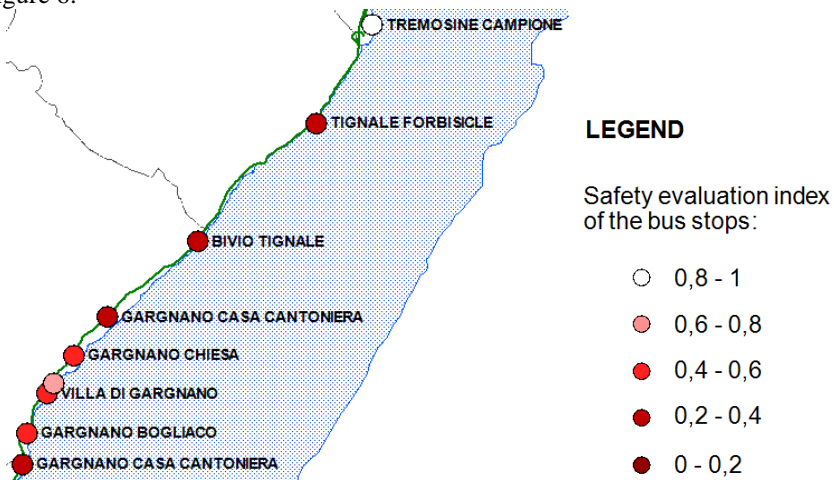 TREMOSINE CAMPIONE
TIGNALE FORBISICLE
BIVIO TIGNALE
GARGNANO CASA CANTONIERA
GARGNANO CHIESA
VILLA DI GARGNANO
GARGNANO BOGLIACO
GARGNANO CASA CANTONIERA
LEGEND
Safety evaluation index
of the bus stops:
0,8 - 1
0,6 - 0,8
0,4 - 0,6
0,2 - 0,4
0 - 0,2